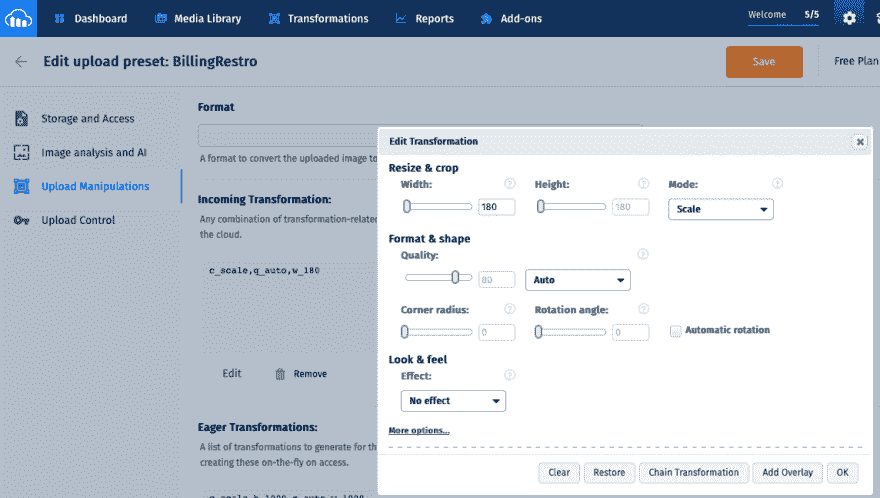 Dashboard Media Library Transformations Reports Add-ons Welcome 5/5
Edit upload preset: BillingRestro Save Free Plan
Storage and Access
Image analysis and AI
Upload Manipulations
Upload Control
Format
A format to convert the uploaded image to
Incoming Transformation:
Any combination of transformation-related
the cloud.
c_scale,q_auto,w_180
Edit Remove
Eager Transformations:
A list of transformations to generate for th
creating these on-the-fly on access.
Edit Transformation
Resize & crop
Width: ? Height: ? Mode: ?
180 180 Scale
Format & shape
Quality: ?
80 Auto
Corner radius: ? Rotation angle: ?
0 0 Automatic rotation
Look & feel
Effect: ?
No effect
More options...
Clear Restore Chain Transformation Add Overlay OK